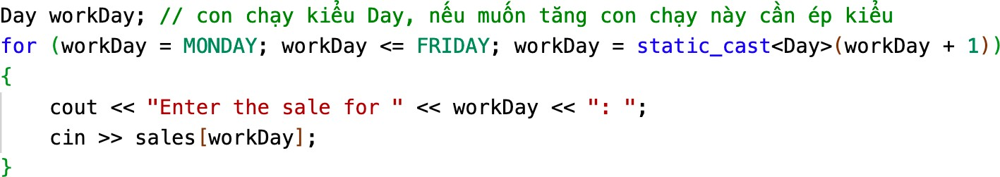 Day workDay; // con chạy kiểu Day, nếu muốn tăng con chạy này cần ép kiểu
for (workDay = MONDAY; workDay <= FRIDAY; workDay = static_cast<Day>(workDay + 1))
{
    cout << "Enter the sale for " << workDay << ": ";
    cin >> sales[workDay];
}